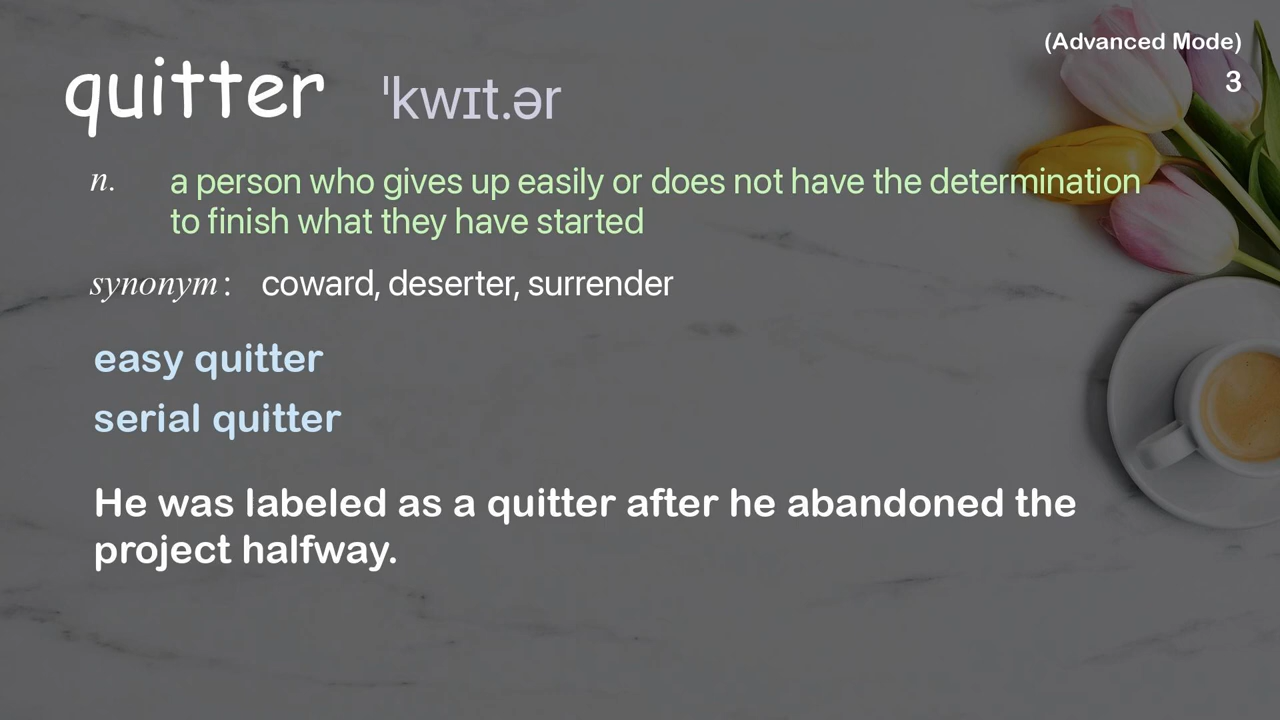 (Advanced Mode)
3
quitter ˈkwɪt.ər
n. a person who gives up easily or does not have the determination
to finish what they have started
synonym: coward, deserter, surrender
easy quitter
serial quitter
He was labeled as a quitter after he abandoned the
project halfway.